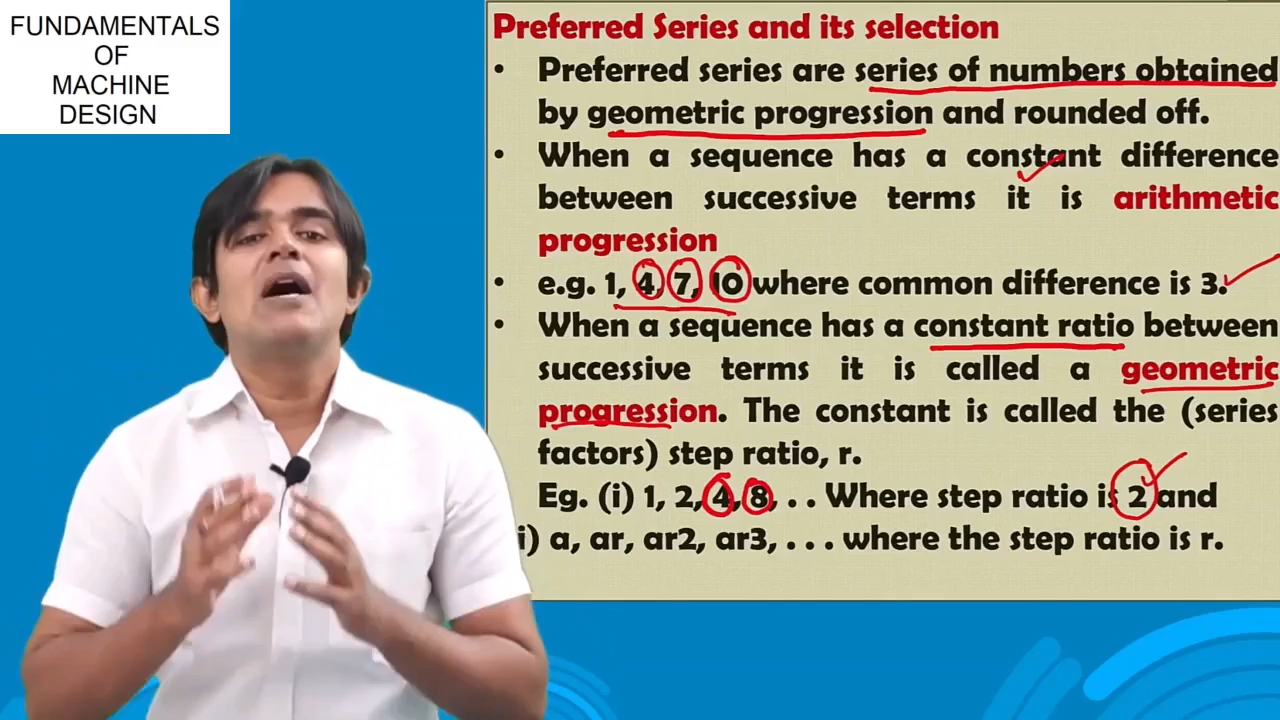 FUNDAMENTALS
OF
MACHINE
DESIGN
Preferred Series and its selection
• Preferred series are series of numbers obtained
by geometric progression and rounded off.
• When a sequence has a constant difference
between successive terms it is arithmetic
progression
• e.g. 1, 4, 7, 10 where common difference is 3.
• When a sequence has a constant ratio between
successive terms it is called a geometric
progression. The constant is called the (series
factors) step ratio, r.
Eg. (i) 1, 2, 4, 8, . . Where step ratio is 2 and
i) a, ar, ar2, ar3, . . . where the step ratio is r.